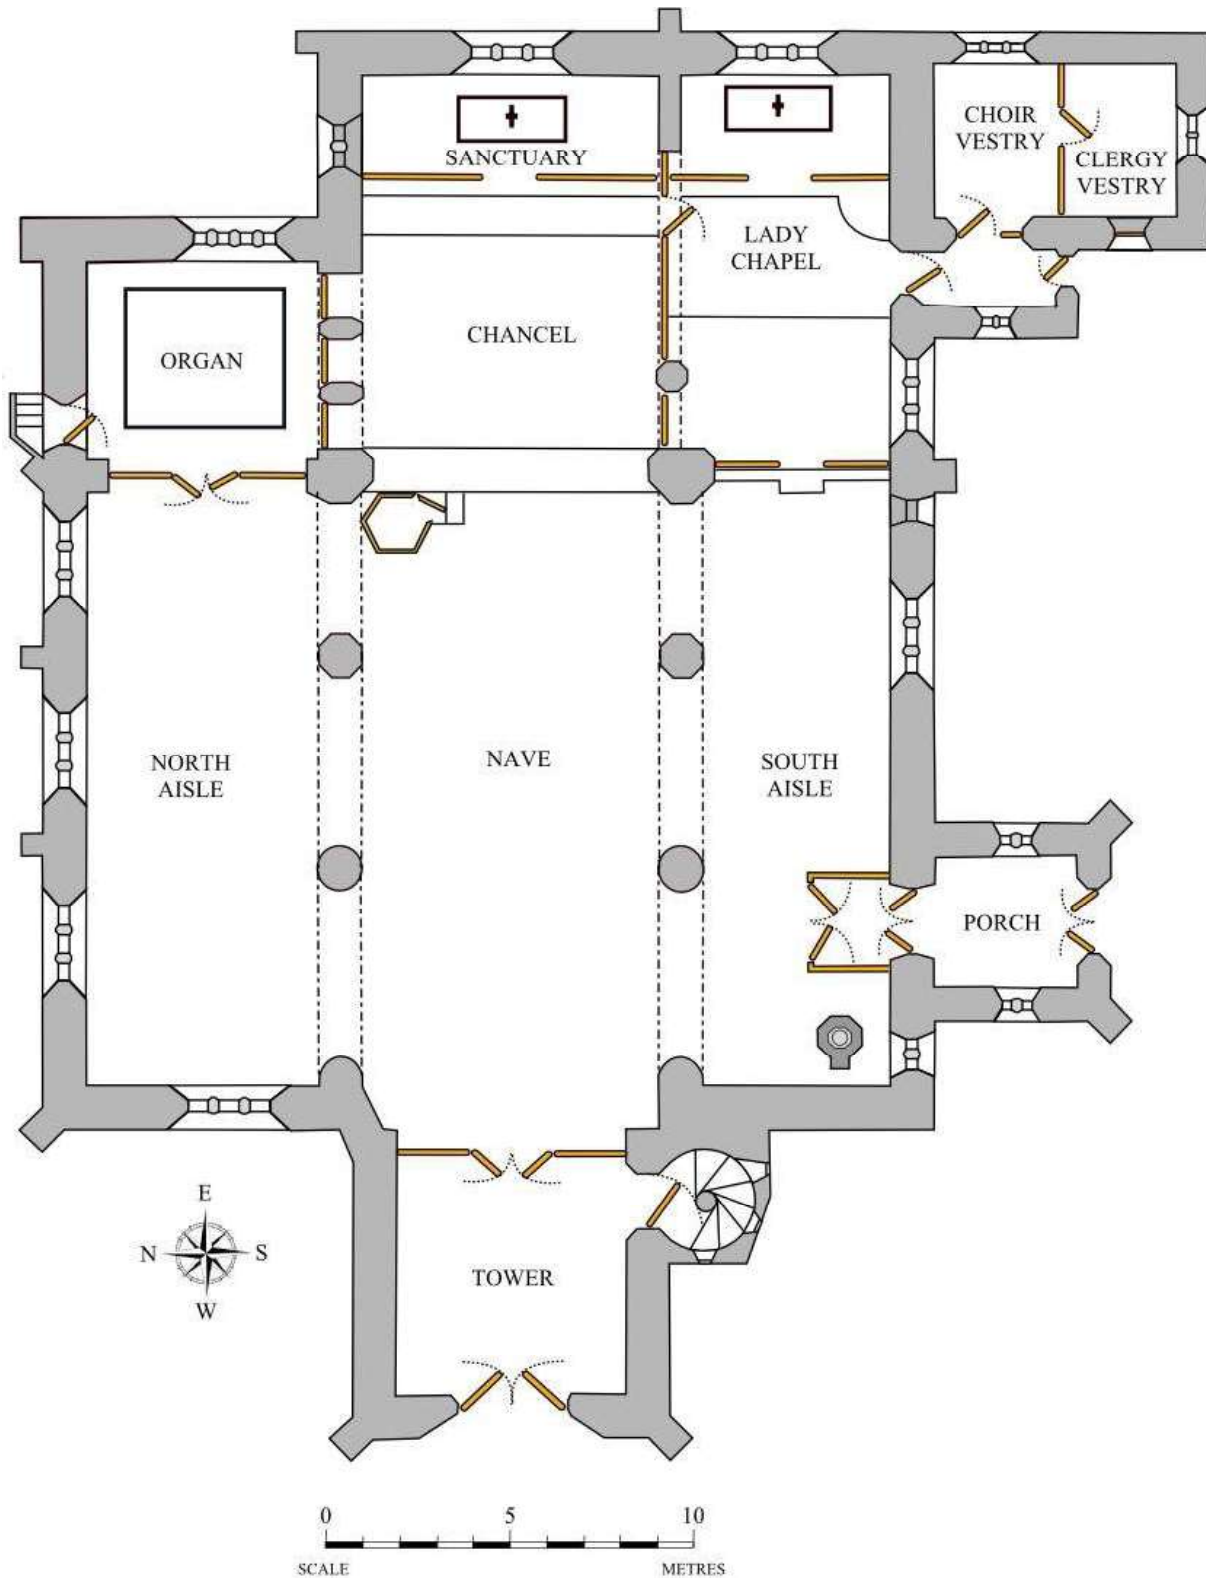 CHOIR
VESTRY
SANCTUARY
CLERGY
VESTRY
LADY
CHAPEL
CHANCEL
ORGAN
NORTH
AISLE
NAVE
SOUTH
AISLE
PORCH
E
N
S
W
TOWER
0 5 10
SCALE METRES